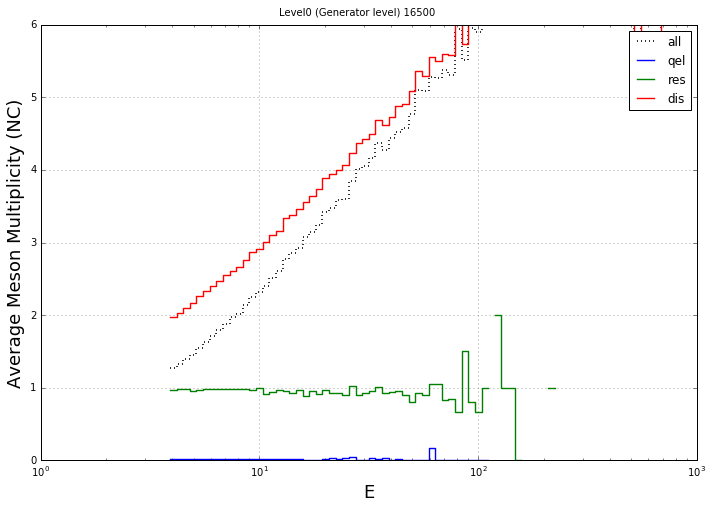 Level0 (Generator level) 16500
Average Meson Multiplicity (NC)
6
5
4
3
2
1
0
all
qel
res
dis
10^0
10^1
10^2
10^3
E